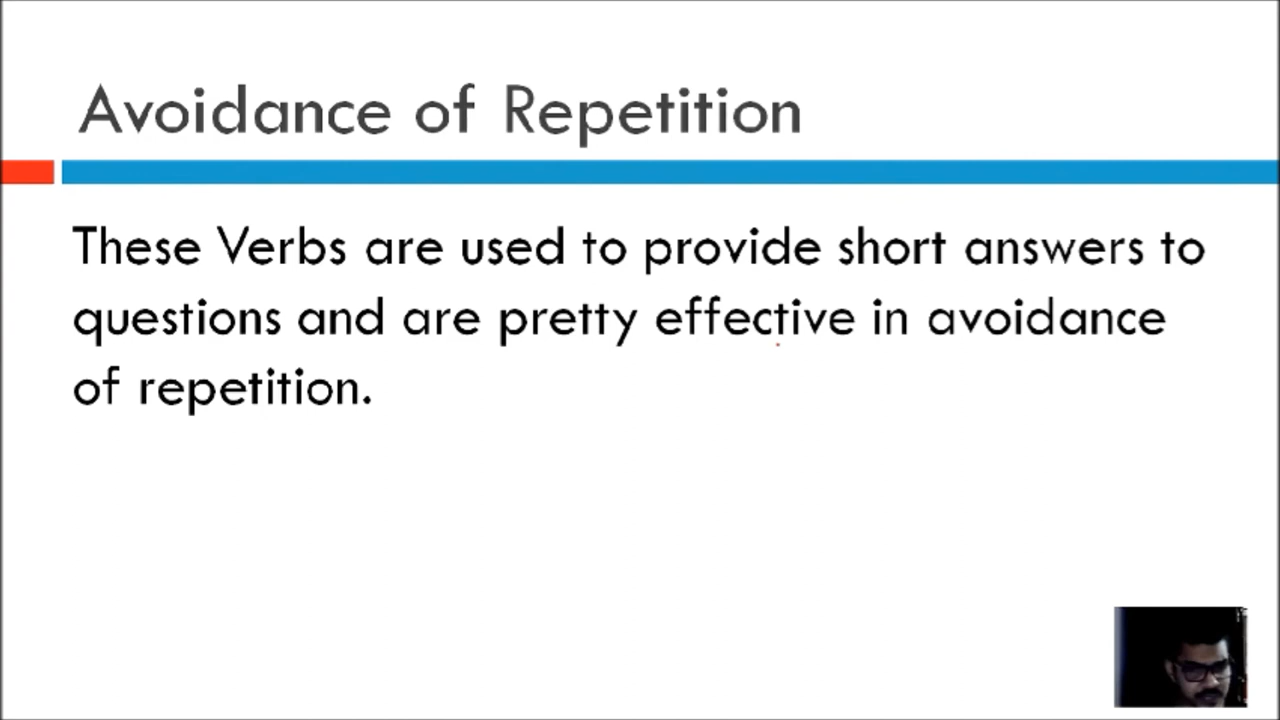 Avoidance of Repetition
These Verbs are used to provide short answers to
questions and are pretty effective in avoidance
of repetition.